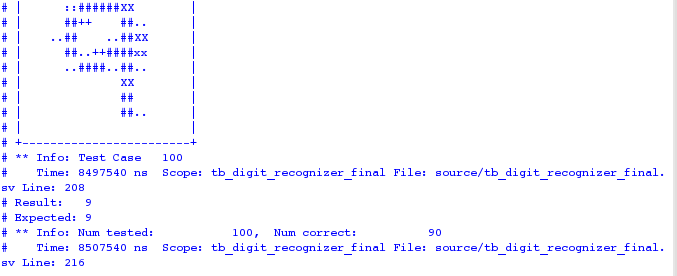 # |      ::######XX        |
# |      ##++    ##..      |
# |    ..##    ..##XX      |
# |      ##..++####xx      |
# |      ..####..##..      |
# |              XX        |
# |              ##        |
# |              ##..      |
# |                        |
# +------------------------+
# ** Info: Test Case   100
#    Time: 8497540 ns  Scope: tb_digit_recognizer_final File: source/tb_digit_recognizer_final.
sv Line: 208
# Result:   9
# Expected: 9
# ** Info: Num tested:           100,  Num correct:          90
#    Time: 8507540 ns  Scope: tb_digit_recognizer_final File: source/tb_digit_recognizer_final.
sv Line: 216